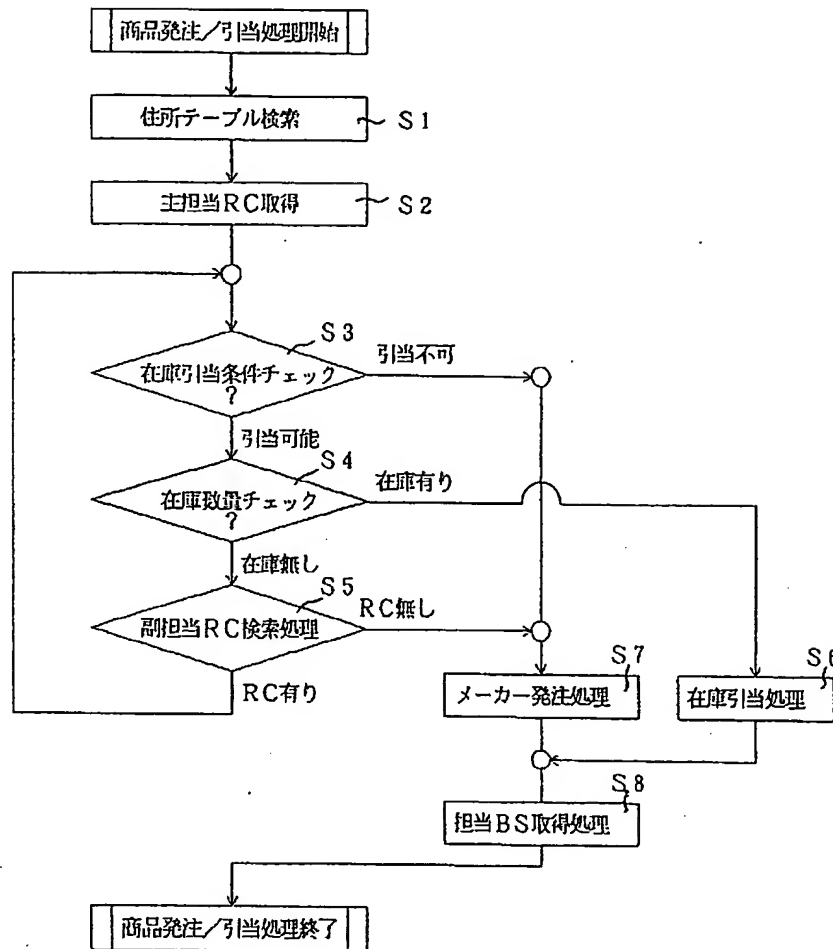 商品発注／引当処理開始
住所テーブル検索
S1
主担当RC取得
S2
S3
在庫引当条件チェック
?
引当不可
引当可能
S4
在庫数量チェック
?
在庫有り
在庫無し
S5
副担当RC検索処理
RC無し
RC有り
S7
メーカー発注処理
S6
在庫引当処理
S8
担当BS取得処理
商品発注／引当処理終了